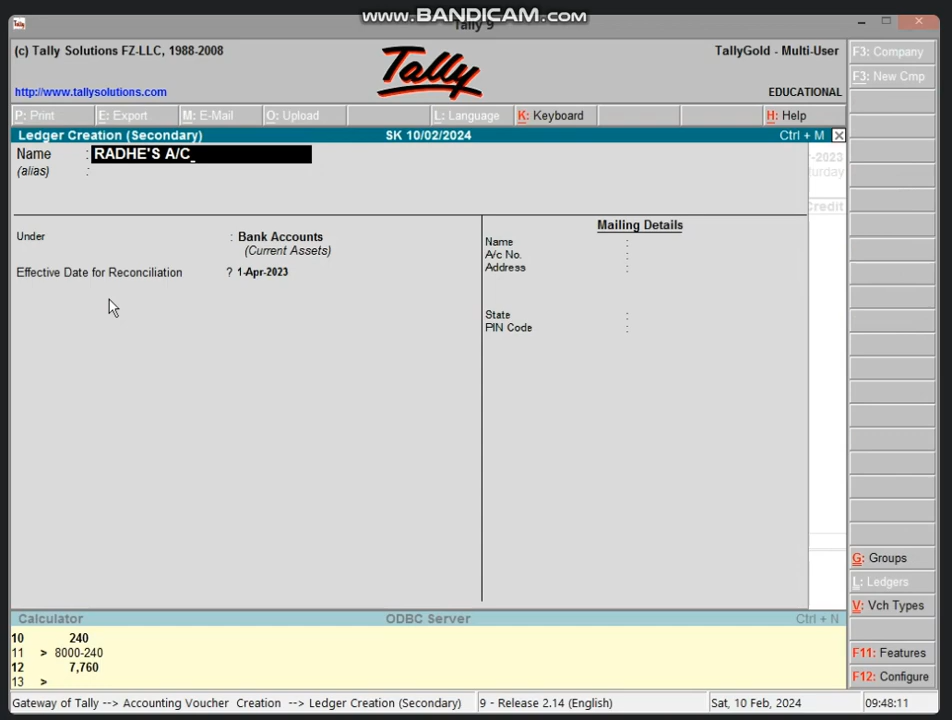 www.BANDICAM.com
Tally 9
(c) Tally Solutions FZ-LLC, 1988-2008
Tally
TallyGold - Multi-User
http://www.tallysolutions.com
EDUCATIONAL
P: Print
E: Export
M: E-Mail
O: Upload
L: Language
K: Keyboard
H: Help
F3: Company
F3: New Cmp
Ledger Creation (Secondary)
SK 10/02/2024
Ctrl + M
Name : RADHE'S A/C
(alias) :
-2023
urday
Credit
Under : Bank Accounts
(Current Assets)
Effective Date for Reconciliation ? 1-Apr-2023
Mailing Details
Name :
A/c No. :
Address :
State :
PIN Code :
G: Groups
L: Ledgers
V: Vch Types
F11: Features
F12: Configure
Calculator
ODBC Server
Ctrl + N
10 240
11 > 8000-240
12 7,760
13 >
Gateway of Tally --> Accounting Voucher Creation --> Ledger Creation (Secondary)
9 - Release 2.14 (English)
Sat, 10 Feb, 2024
09:48:11